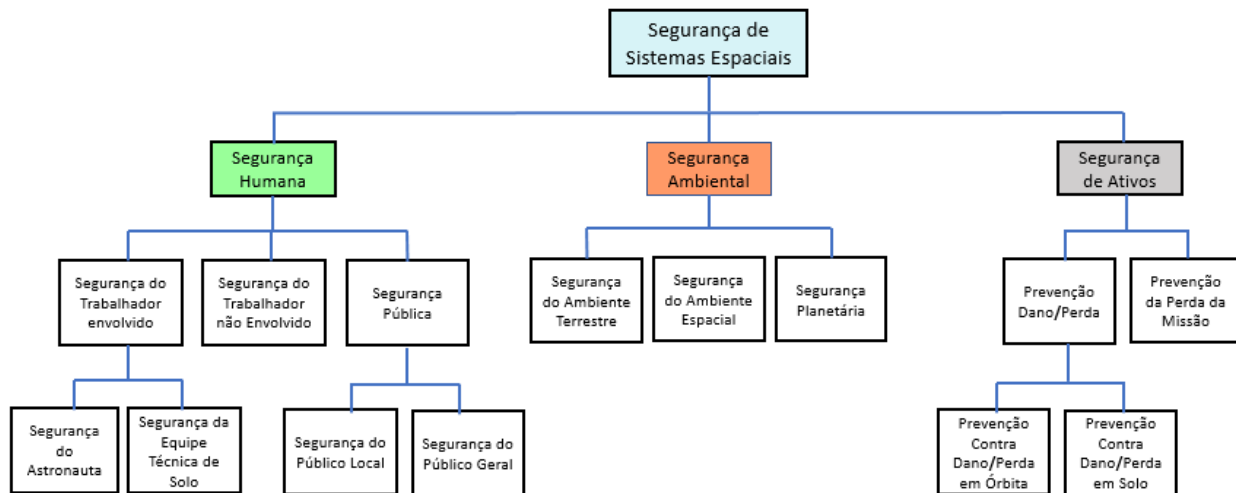 Segurança de
Sistemas Espaciais
Segurança
Humana
Segurança
Ambiental
Segurança
de Ativos
Segurança do
Trabalhador
envolvido
Segurança do
Trabalhador
não Envolvido
Segurança
Pública
Segurança
do Ambiente
Terrestre
Segurança
do Ambiente
Espacial
Segurança
Planetária
Prevenção
Dano/Perda
Prevenção
da Perda da
Missão
Segurança
do
Astronauta
Segurança da
Equipe
Técnica de
Solo
Segurança do
Público Local
Segurança do
Público Geral
Prevenção
Contra
Dano/Perda
em Órbita
Prevenção
Contra
Dano/Perda
em Solo